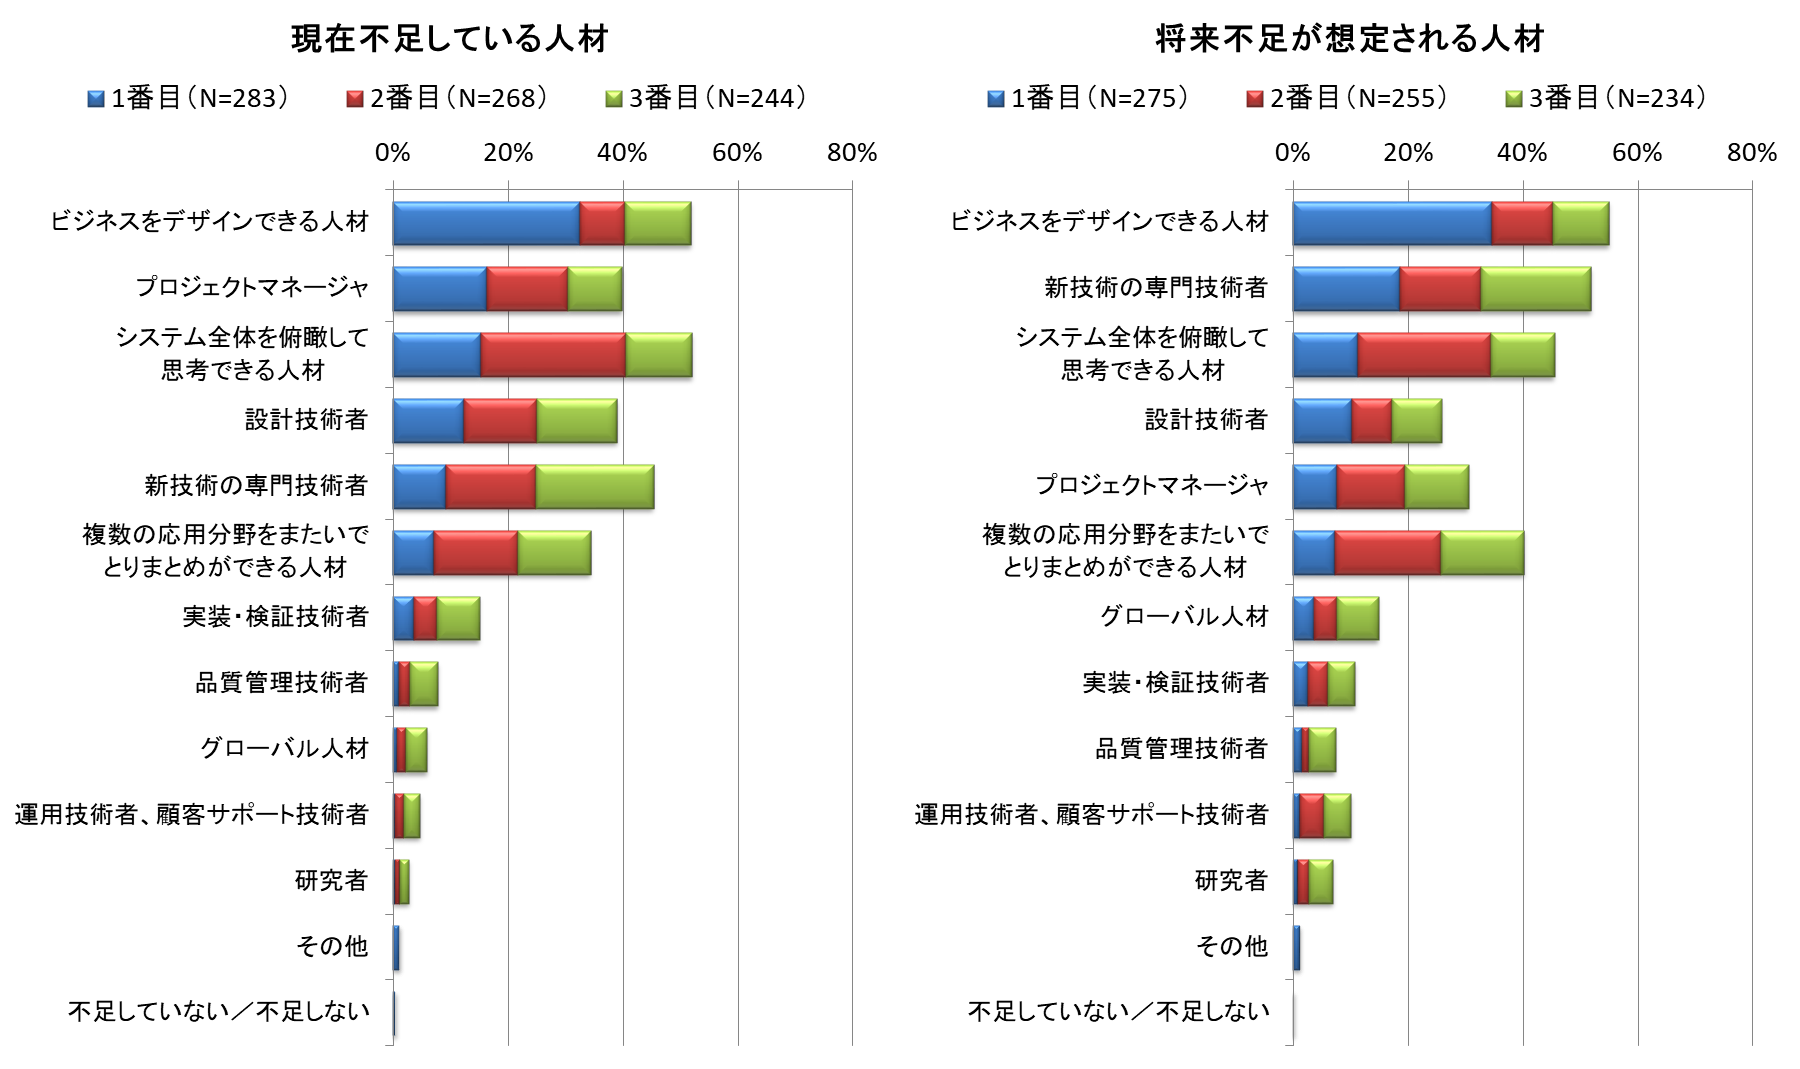 現在不足している人材
1番目（N=283）
2番目（N=268）
3番目（N=244）
0%
20%
40%
60%
80%
ビジネスをデザインできる人材
プロジェクトマネージャ
システム全体を俯瞰して
思考できる人材
設計技術者
新技術の専門技術者
複数の応用分野をまたいで
とりまとめができる人材
実装・検証技術者
品質管理技術者
グローバル人材
運用技術者、顧客サポート技術者
研究者
その他
不足していない／不足しない
将来不足が想定される人材
1番目（N=275）
2番目（N=255）
3番目（N=234）
0%
20%
40%
60%
80%
ビジネスをデザインできる人材
新技術の専門技術者
システム全体を俯瞰して
思考できる人材
設計技術者
プロジェクトマネージャ
複数の応用分野をまたいで
とりまとめができる人材
グローバル人材
実装・検証技術者
品質管理技術者
運用技術者、顧客サポート技術者
研究者
その他
不足していない／不足しない